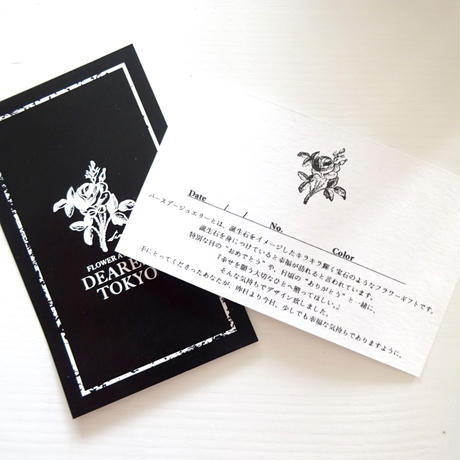 FLOWER A
DEARE
TOKYO
Date / / No. Color
バースデージュエリーとは、誕生石をイメージしたキラキラ輝く宝石のようなフラワーギフトです。
誕生石を身につけていると幸福が訪れると言われています。
特別な日の“おめでとう”や、日頃の“ありがとう”と一緒に、
『幸せを願う大切なひとへ贈ってほしい。』
そんな気持ちでデザイン致しました。
手にとってくださったあなたが、昨日より今日、少しでも幸福な気持ちでありますように。